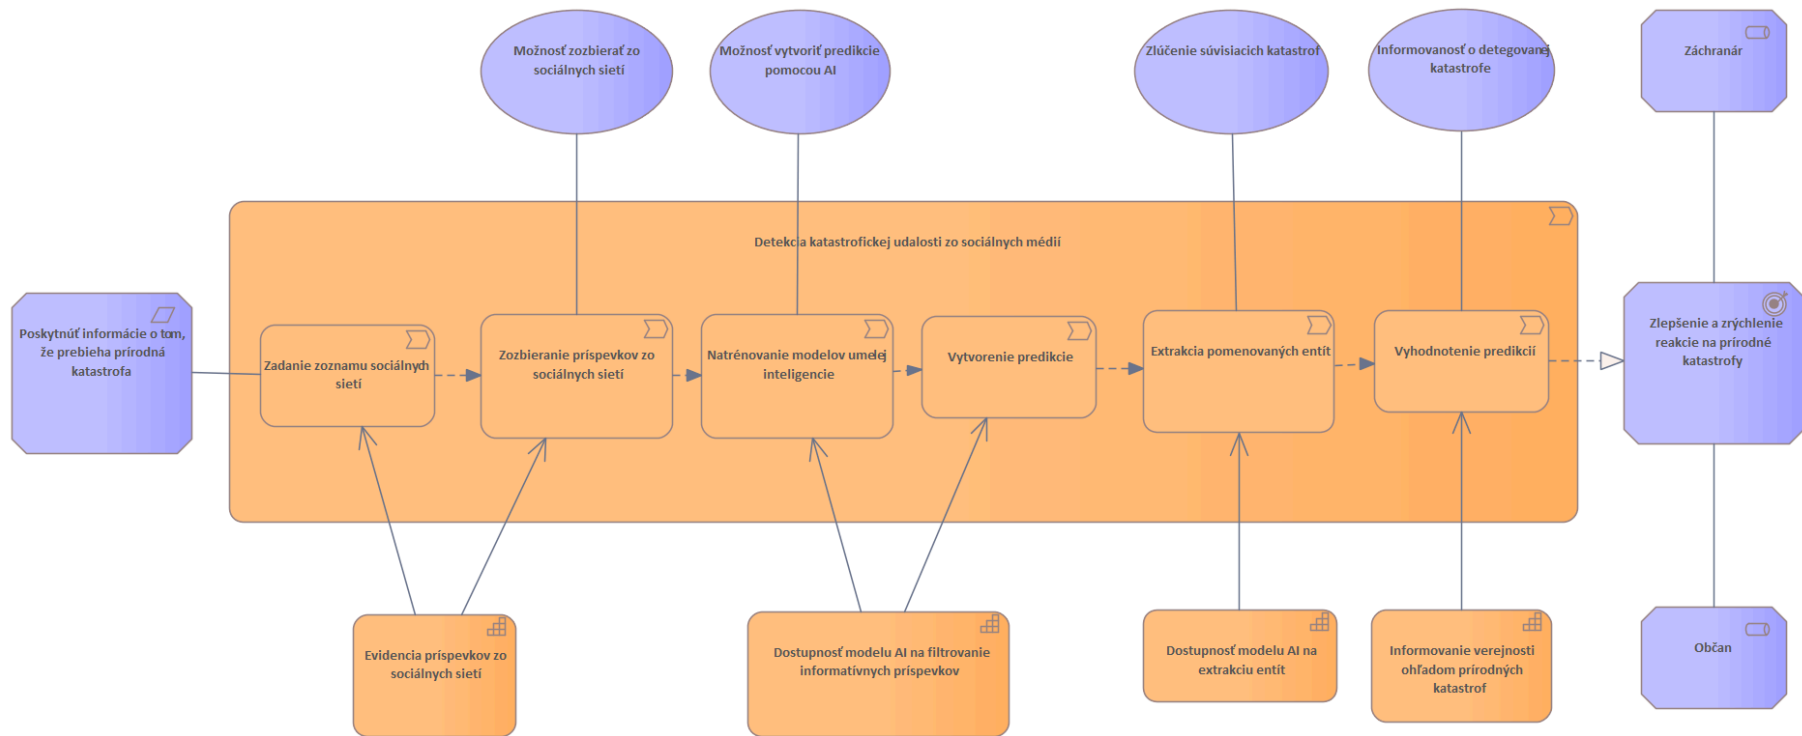 Možnosť zozbierať zo
sociálnych sietí
Možnosť vytvoriť predikcie
pomocou AI
Zlúčenie súvisiacich katastrof
Informovanosť o detegovanej
katastrofe
Záchranár
Detekcia katastrofickej udalosti zo sociálnych médií
Poskytnúť informácie o tom,
že prebieha prírodná
katastrofa
Zadanie zoznamu sociálnych
sietí
Zozbieranie príspevkov zo
sociálnych sietí
Natrénovanie modelov umelej
inteligencie
Vytvorenie predikcie
Extrakcia pomenovaných entít
Vyhodnotenie predikcií
Zlepšenie a zrýchlenie
reakcie na prírodné
katastrofy
Evidencia príspevkov zo
sociálnych sietí
Dostupnosť modelu AI na filtrovanie
informatívnych príspevkov
Dostupnosť modelu AI na
extrakciu entít
Informovanie verejnosti
ohľadom prírodných
katastrof
Občan